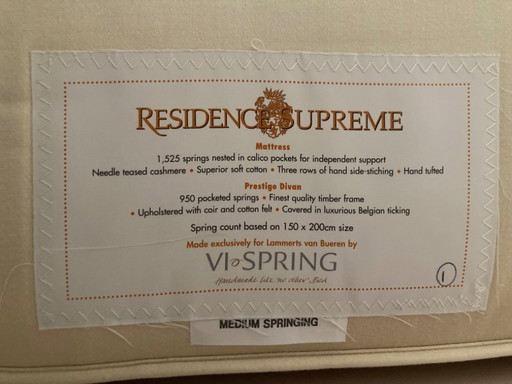 RESIDENCE SUPREME
Mattress
1,525 springs nested in calico pockets for independent support
Needle teased cashmere • Superior soft cotton • Three rows of hand side-stiching • Hand tufted
Prestige Divan
950 pocketed springs • Finest quality timber frame
• Upholstered with coir and cotton felt • Covered in luxurious Belgian ticking
Spring count based on 150 x 200cm size
Made exclusively for Lammerts van Bueren by
VI-SPRING
Handmade like no other Bed
1
MEDIUM SPRINGING